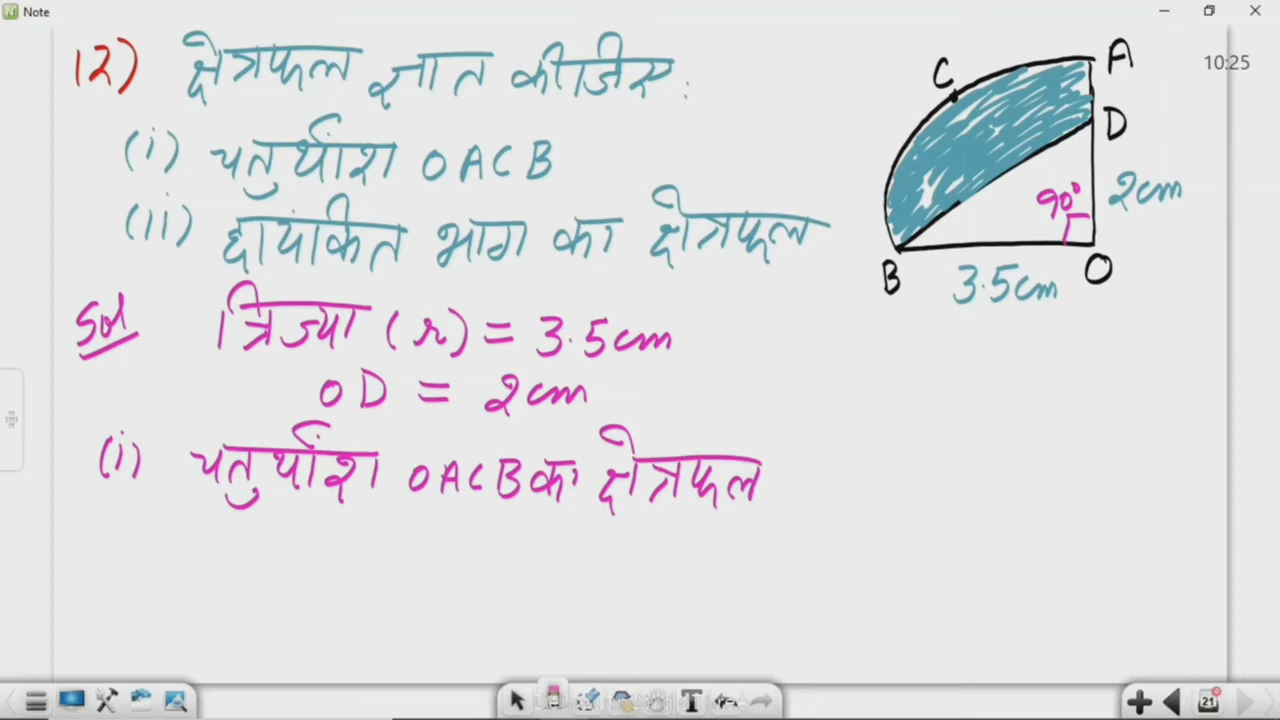 Note
10:25
12) क्षेत्रफल ज्ञात कीजिए:
(i) चतुर्थांश OACB
(ii) छायांकित भाग का क्षेत्रफल
C
A
D
90°
2cm
B
3.5cm
O
Sol त्रिज्या (r) = 3.5cm
OD = 2cm
(i) चतुर्थांश OACB का क्षेत्रफल
T
21